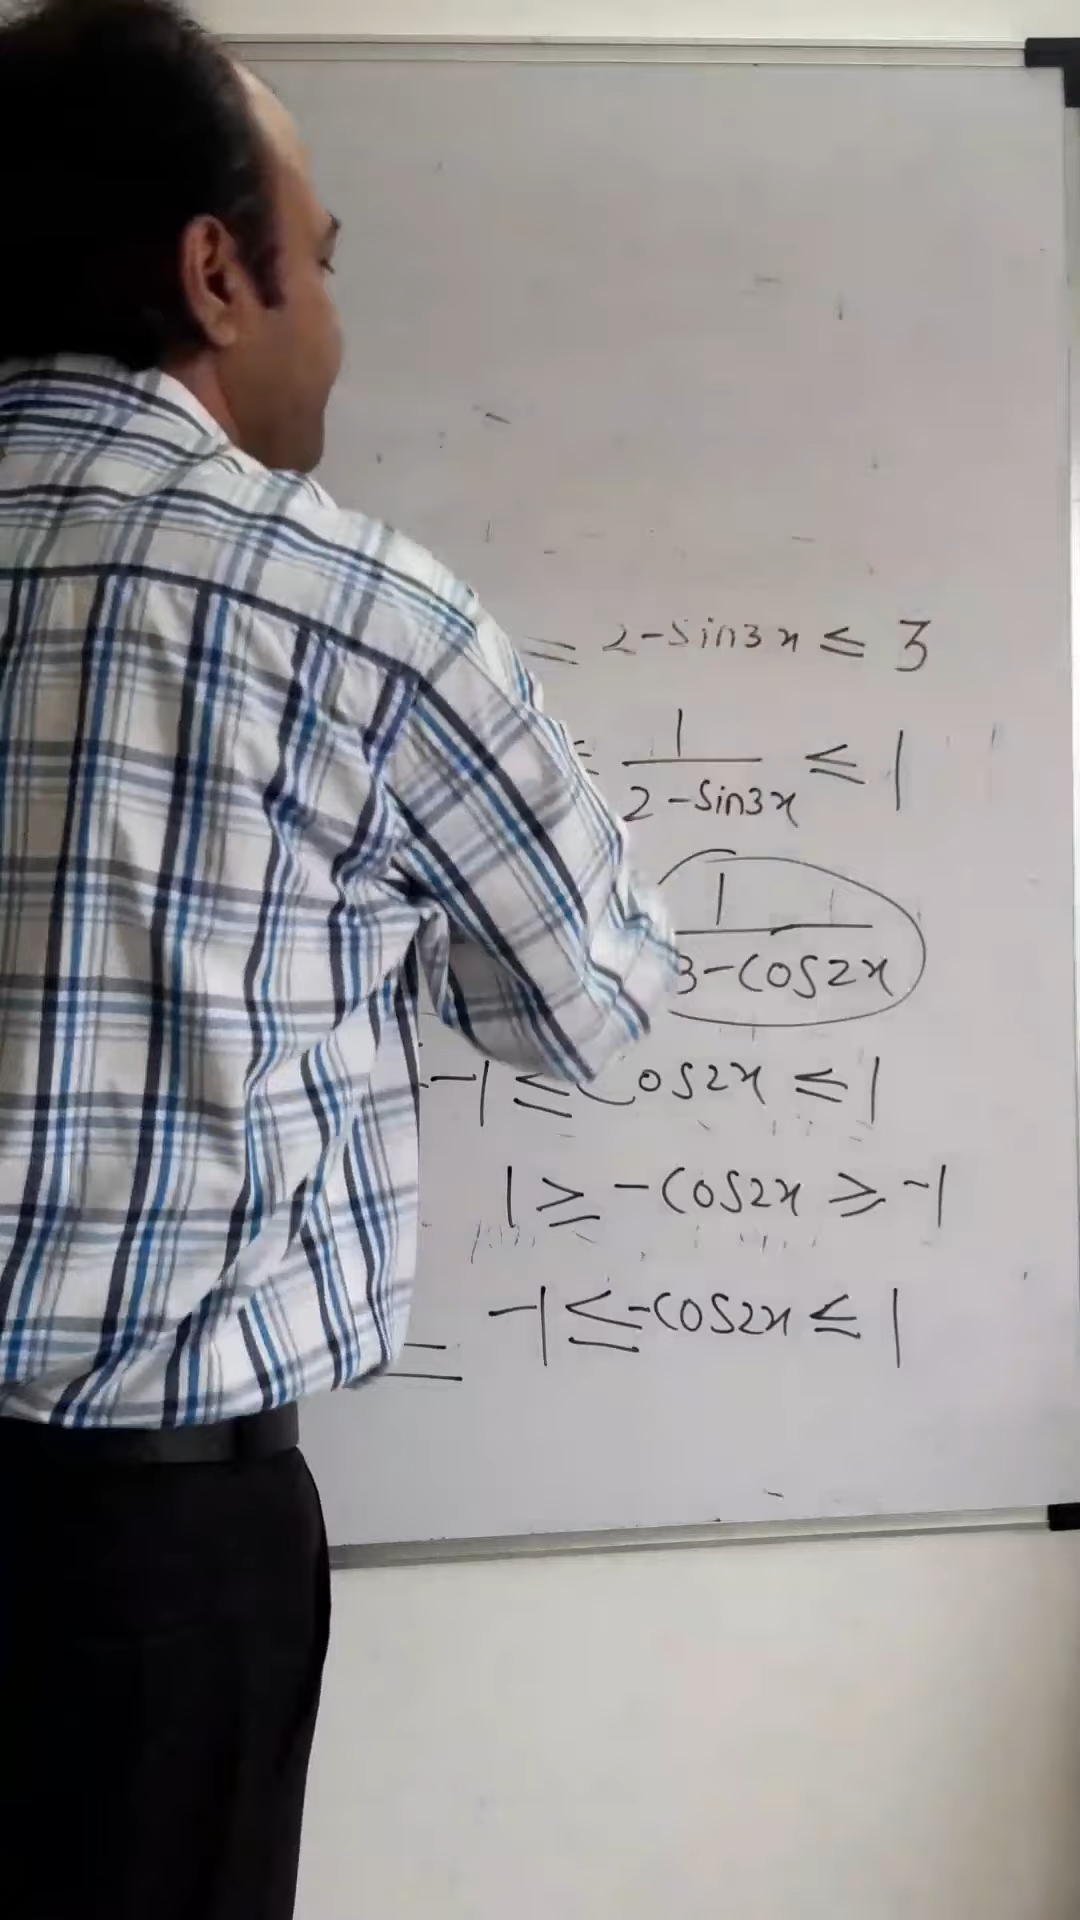 ≤ 2-Sin3x ≤ 3
≤ 1/(2-Sin3x) ≤ 1
1/(3-Cos2x)
-1 ≤ Cos2x ≤ 1
1 ≥ -Cos2x ≥ -1
-1 ≤ -Cos2x ≤ 1